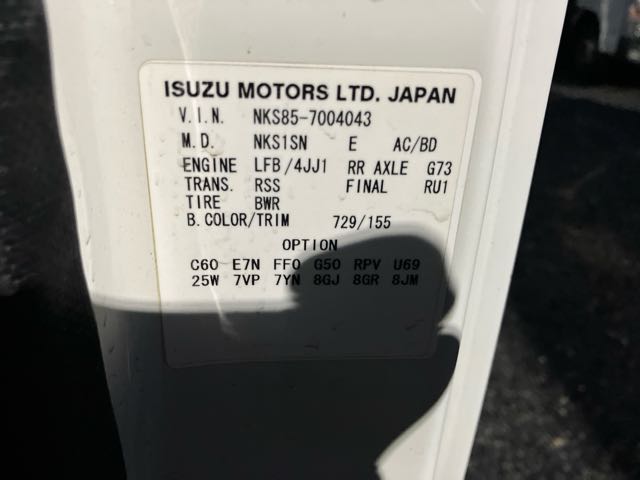 ISUZU MOTORS LTD. JAPAN
V.I.N. NKS85-7004043
M.D. NKS1SN E AC/BD
ENGINE LFB/4JJ1 RR AXLE G73
TRANS. RSS FINAL RU1
TIRE BWR
B.COLOR/TRIM 729/155
OPTION
C60 E7N FF0 G50 RPV U69
25W 7VP 7YN 8GJ 8GR 8JM